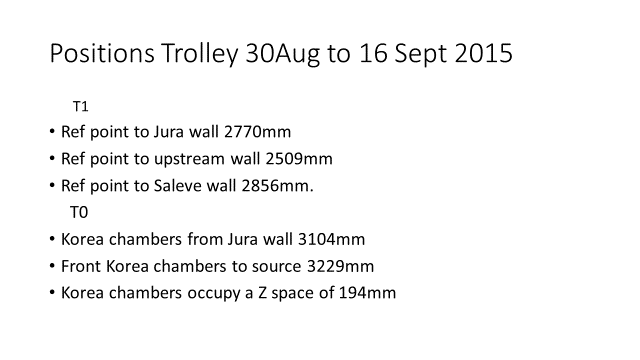 Positions Trolley 30Aug to 16 Sept 2015
T1
• Ref point to Jura wall 2770mm
• Ref point to upstream wall 2509mm
• Ref point to Saleve wall 2856mm.
T0
• Korea chambers from Jura wall 3104mm
• Front Korea chambers to source 3229mm
• Korea chambers occupy a Z space of 194mm